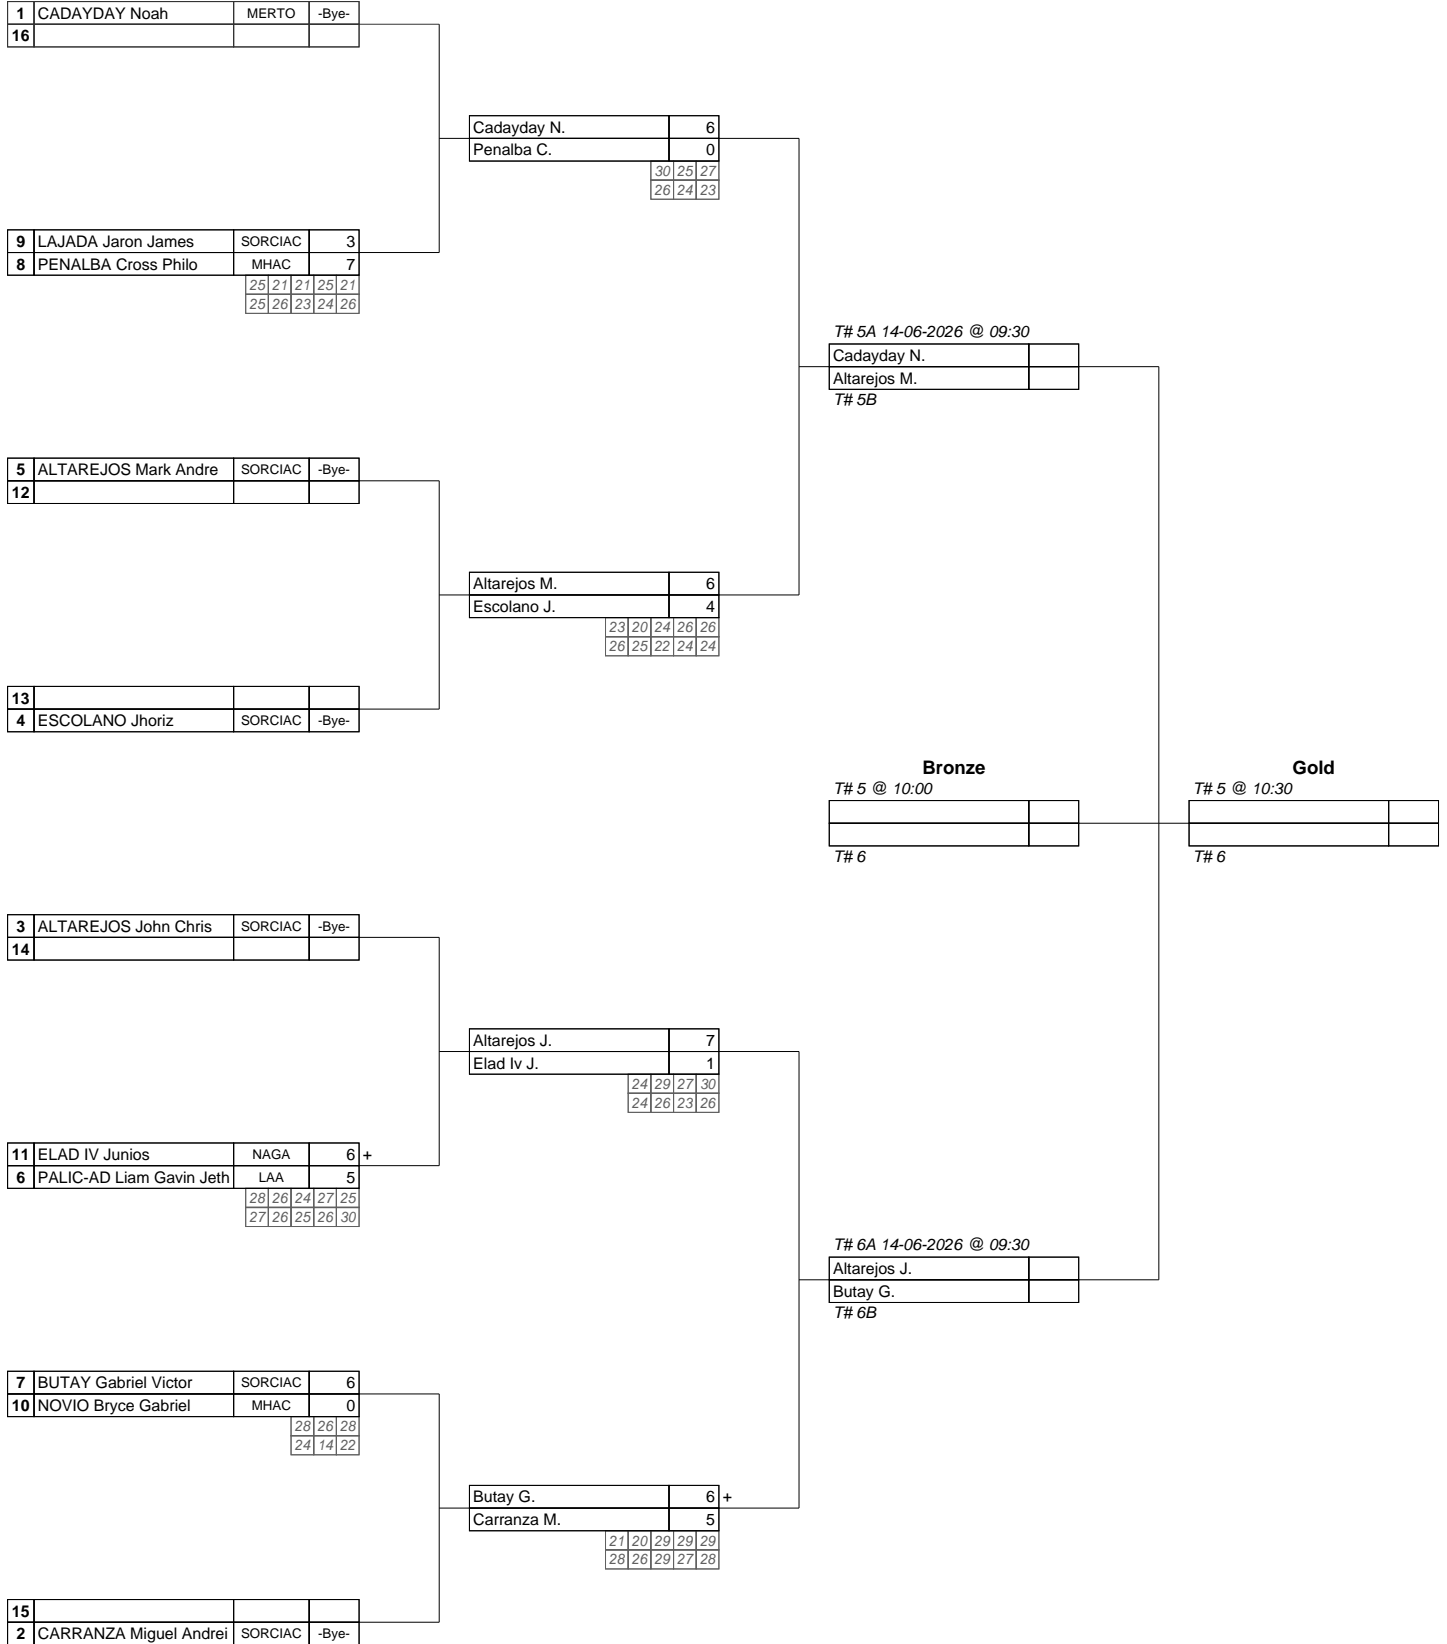 1 CADAYDAY Noah MERTO -Bye-
16
Cadayday N. 6
Penalba C. 0
30 25 27
26 24 23
9 LAJADA Jaron James SORCIAC 3
8 PENALBA Cross Philo MHAC 7
25 21 21 25 21
25 26 23 24 26
T# 5A 14-06-2026 @ 09:30
Cadayday N.
Altarejos M.
T# 5B
5 ALTAREJOS Mark Andre SORCIAC -Bye-
12
Altarejos M. 6
Escolano J. 4
23 20 24 26 26
26 25 22 24 24
13
4 ESCOLANO Jhoriz SORCIAC -Bye-
Bronze Gold
T# 5 @ 10:00 T# 5 @ 10:30
T# 6 T# 6
3 ALTAREJOS John Chris SORCIAC -Bye-
14
Altarejos J. 7
Elad Iv J. 1
24 29 27 30
24 26 23 26
11 ELAD IV Junios NAGA 6 +
6 PALIC-AD Liam Gavin Jeth LAA 5
28 26 24 27 25
27 26 25 26 30
T# 6A 14-06-2026 @ 09:30
Altarejos J.
Butay G.
T# 6B
7 BUTAY Gabriel Victor SORCIAC 6
10 NOVIO Bryce Gabriel MHAC 0
28 26 28
24 14 22
Butay G. 6 +
Carranza M. 5
21 20 29 29 29
28 26 29 27 28
15
2 CARRANZA Miguel Andrei SORCIAC -Bye-